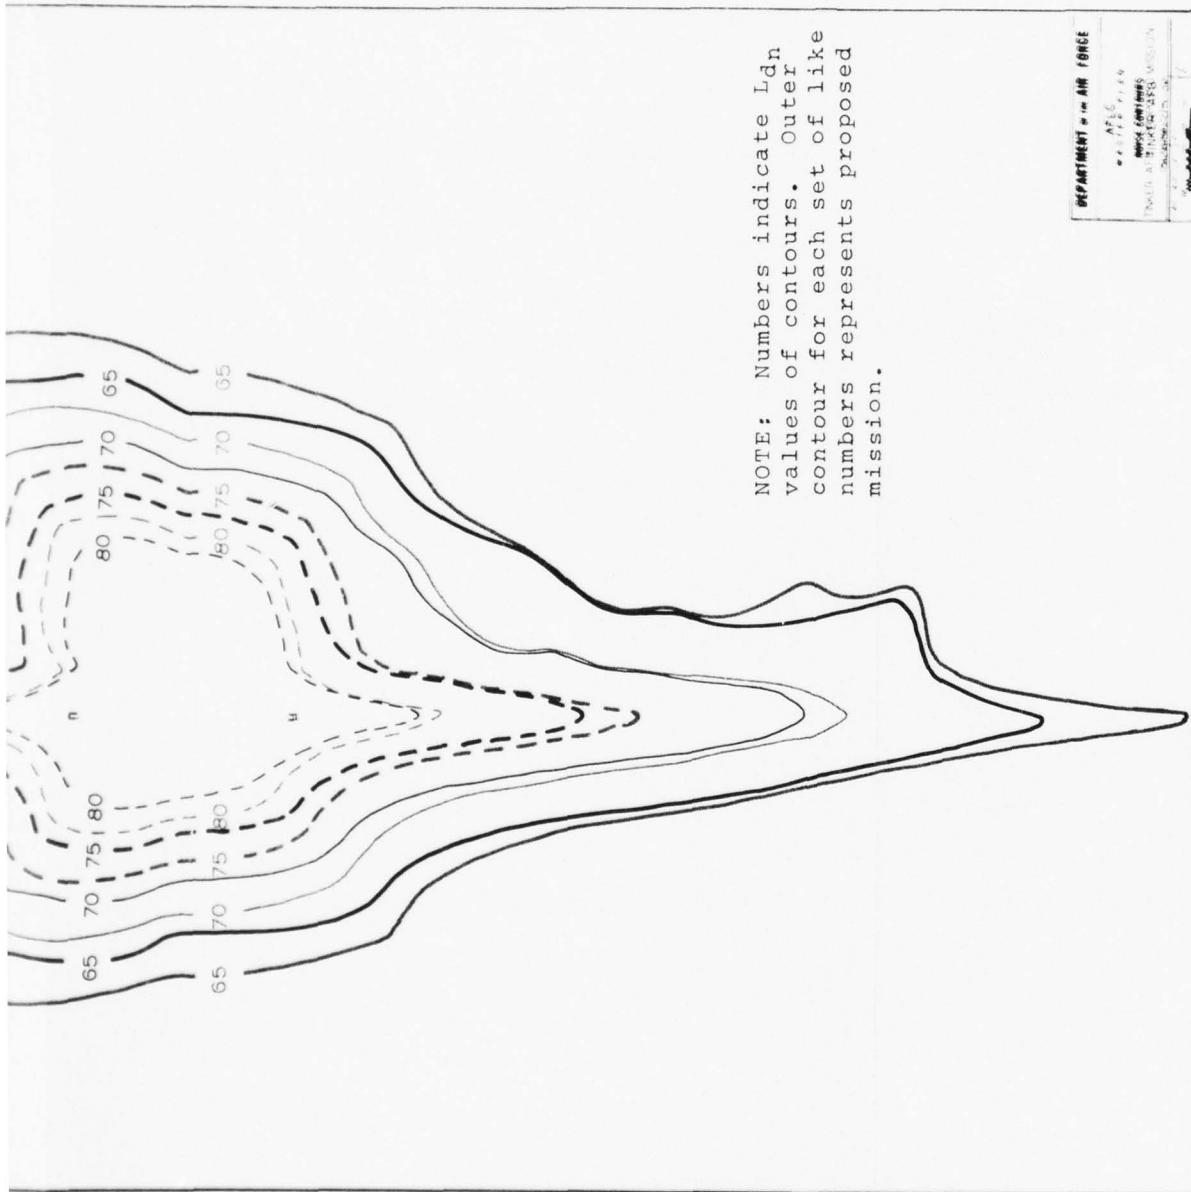 NOTE: Numbers indicate Ldn
values of contours. Outer
contour for each set of like
numbers represents proposed
mission.
DEPARTMENT OF THE AIR FORCE
AFLC
NOISE CONTOURS
65
65
70
70
75
75
80
80
80
80
75
75
70
70
65
65